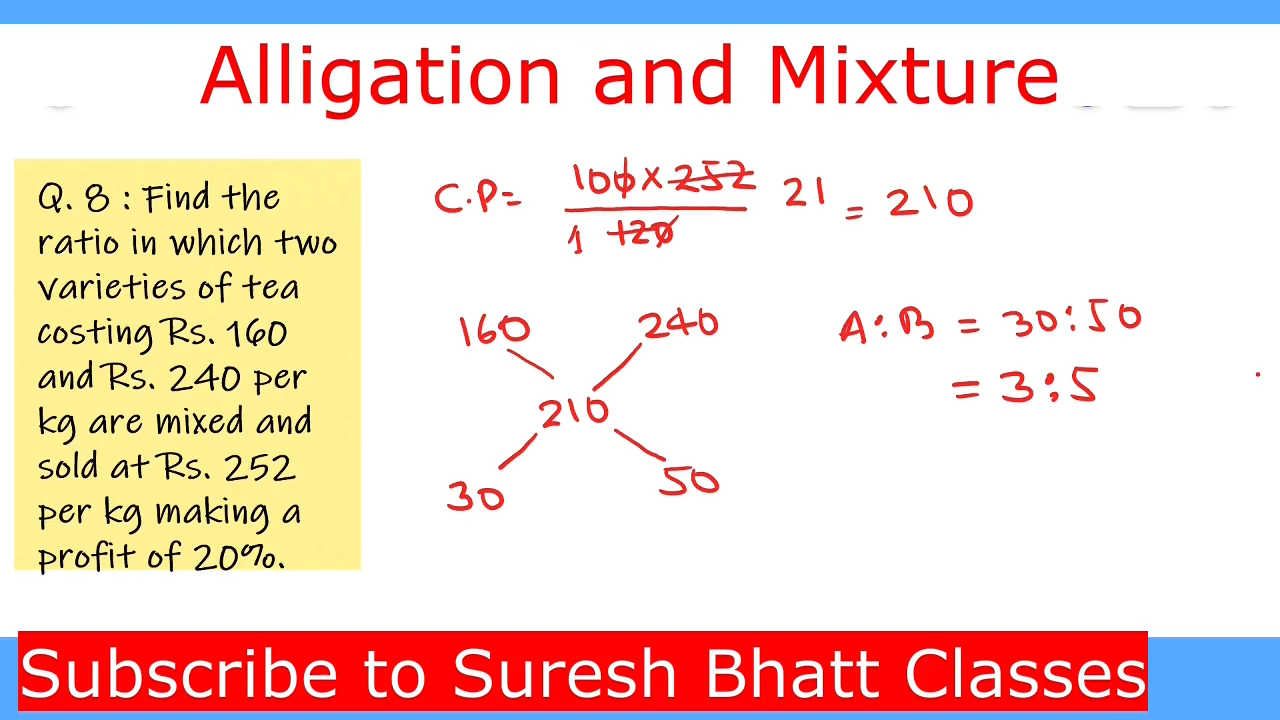 Alligation and Mixture
Q. 8 : Find the
ratio in which two
varieties of tea
costing Rs. 160
and Rs. 240 per
kg are mixed and
sold at Rs. 252
per kg making a
profit of 20%.
C.P = 100 x 252 21 = 210
1 120
160 240
210
30 50
A : B = 30 : 50
= 3 : 5
Subscribe to Suresh Bhatt Classes